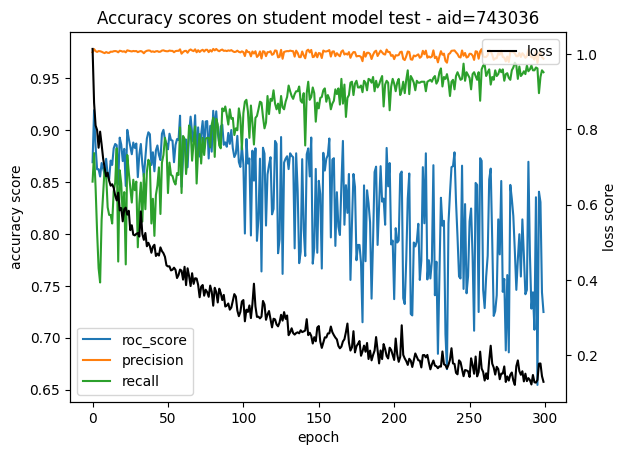 Accuracy scores on student model test - aid=743036
accuracy score
0.95
0.90
0.85
0.80
0.75
0.70
0.65
loss
1.0
0.8
0.6
0.4
0.2
loss score
roc_score
precision
recall
0 50 100 150 200 250 300
epoch